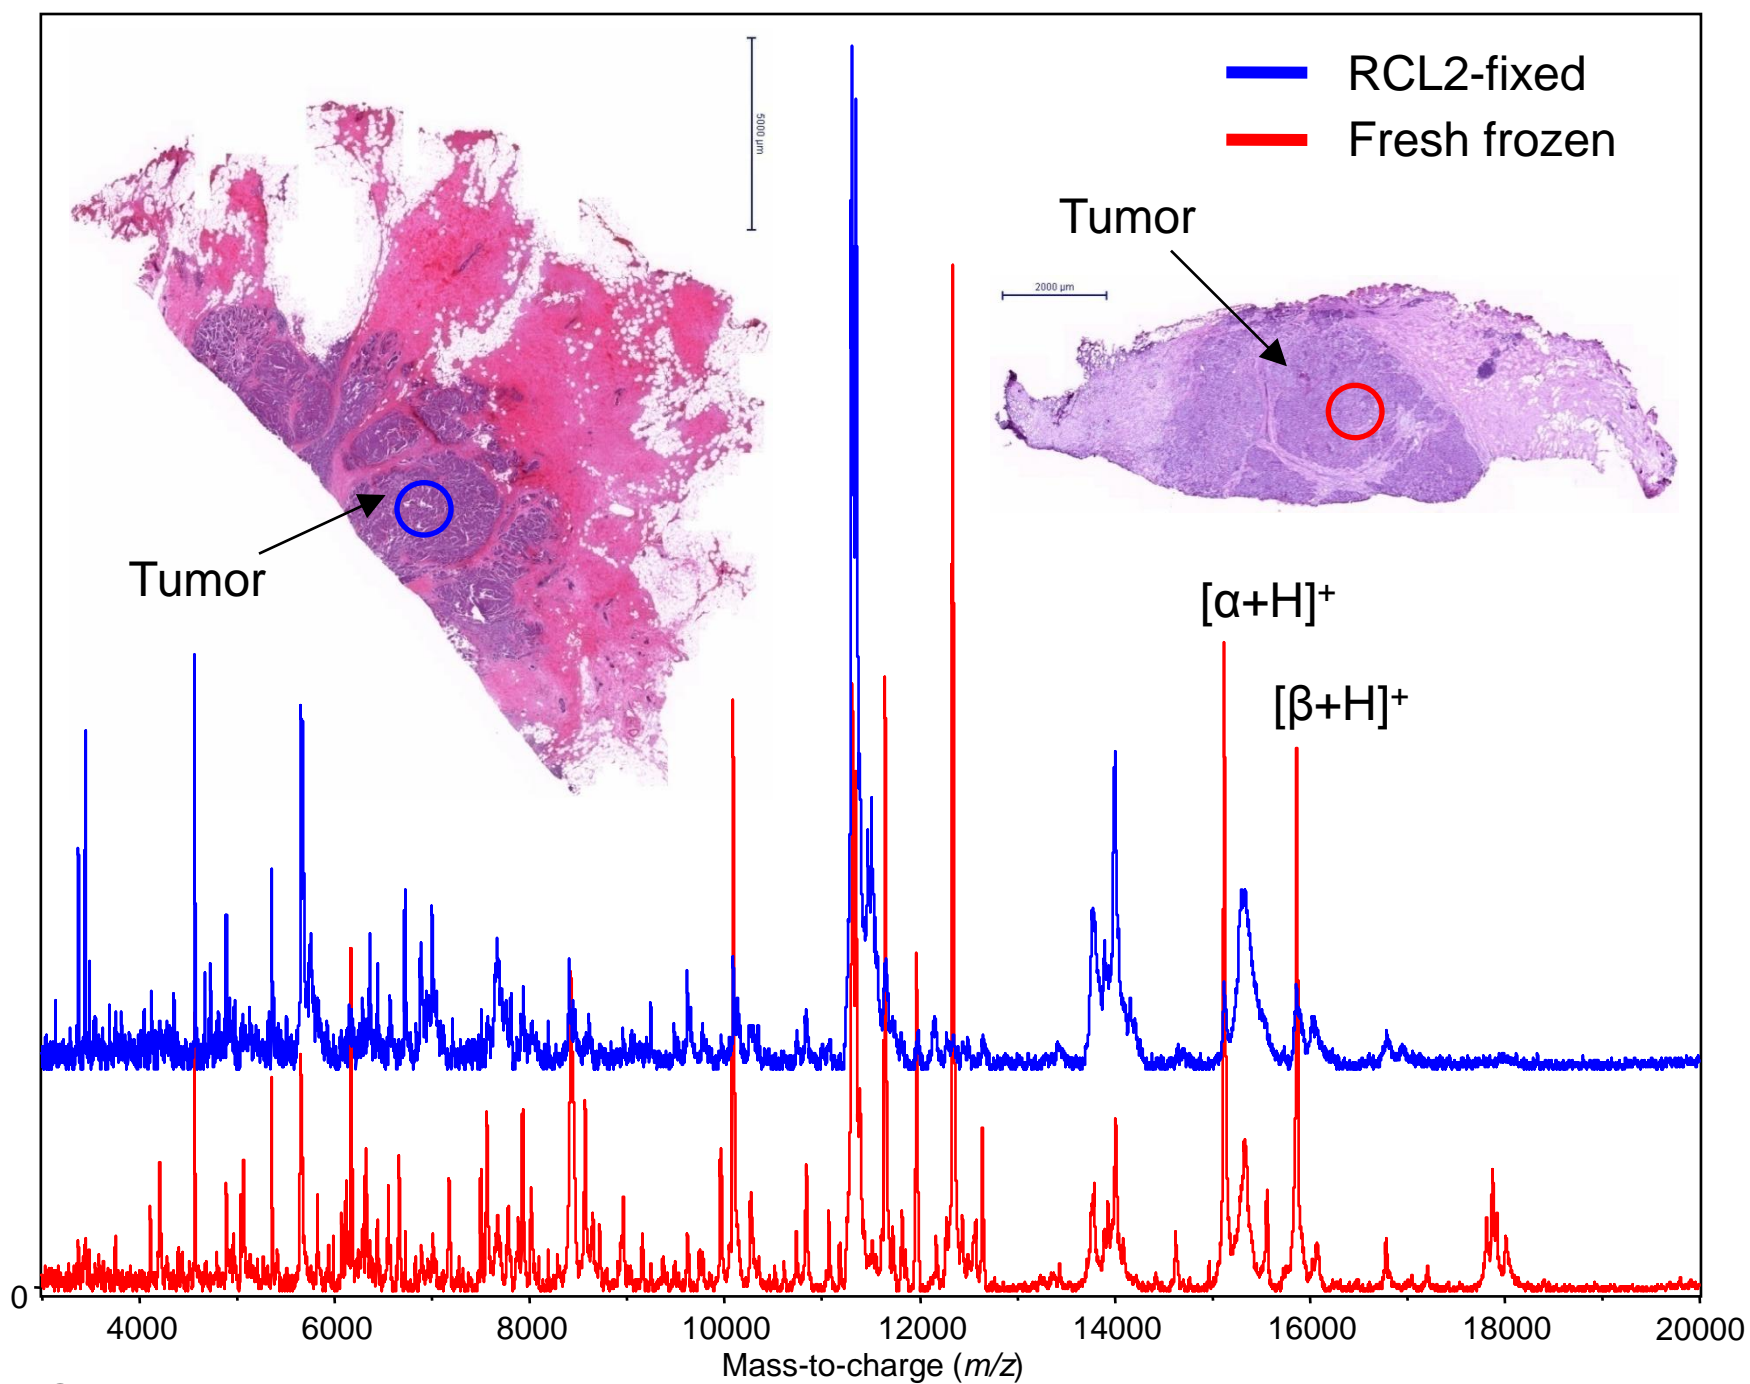 5000 µm
RCL2-fixed
Fresh frozen
Tumor
2000 µm
Tumor
[α+H]⁺
[β+H]⁺
0
4000 6000 8000 10000 12000 14000 16000 18000 20000
Mass-to-charge (m/z)